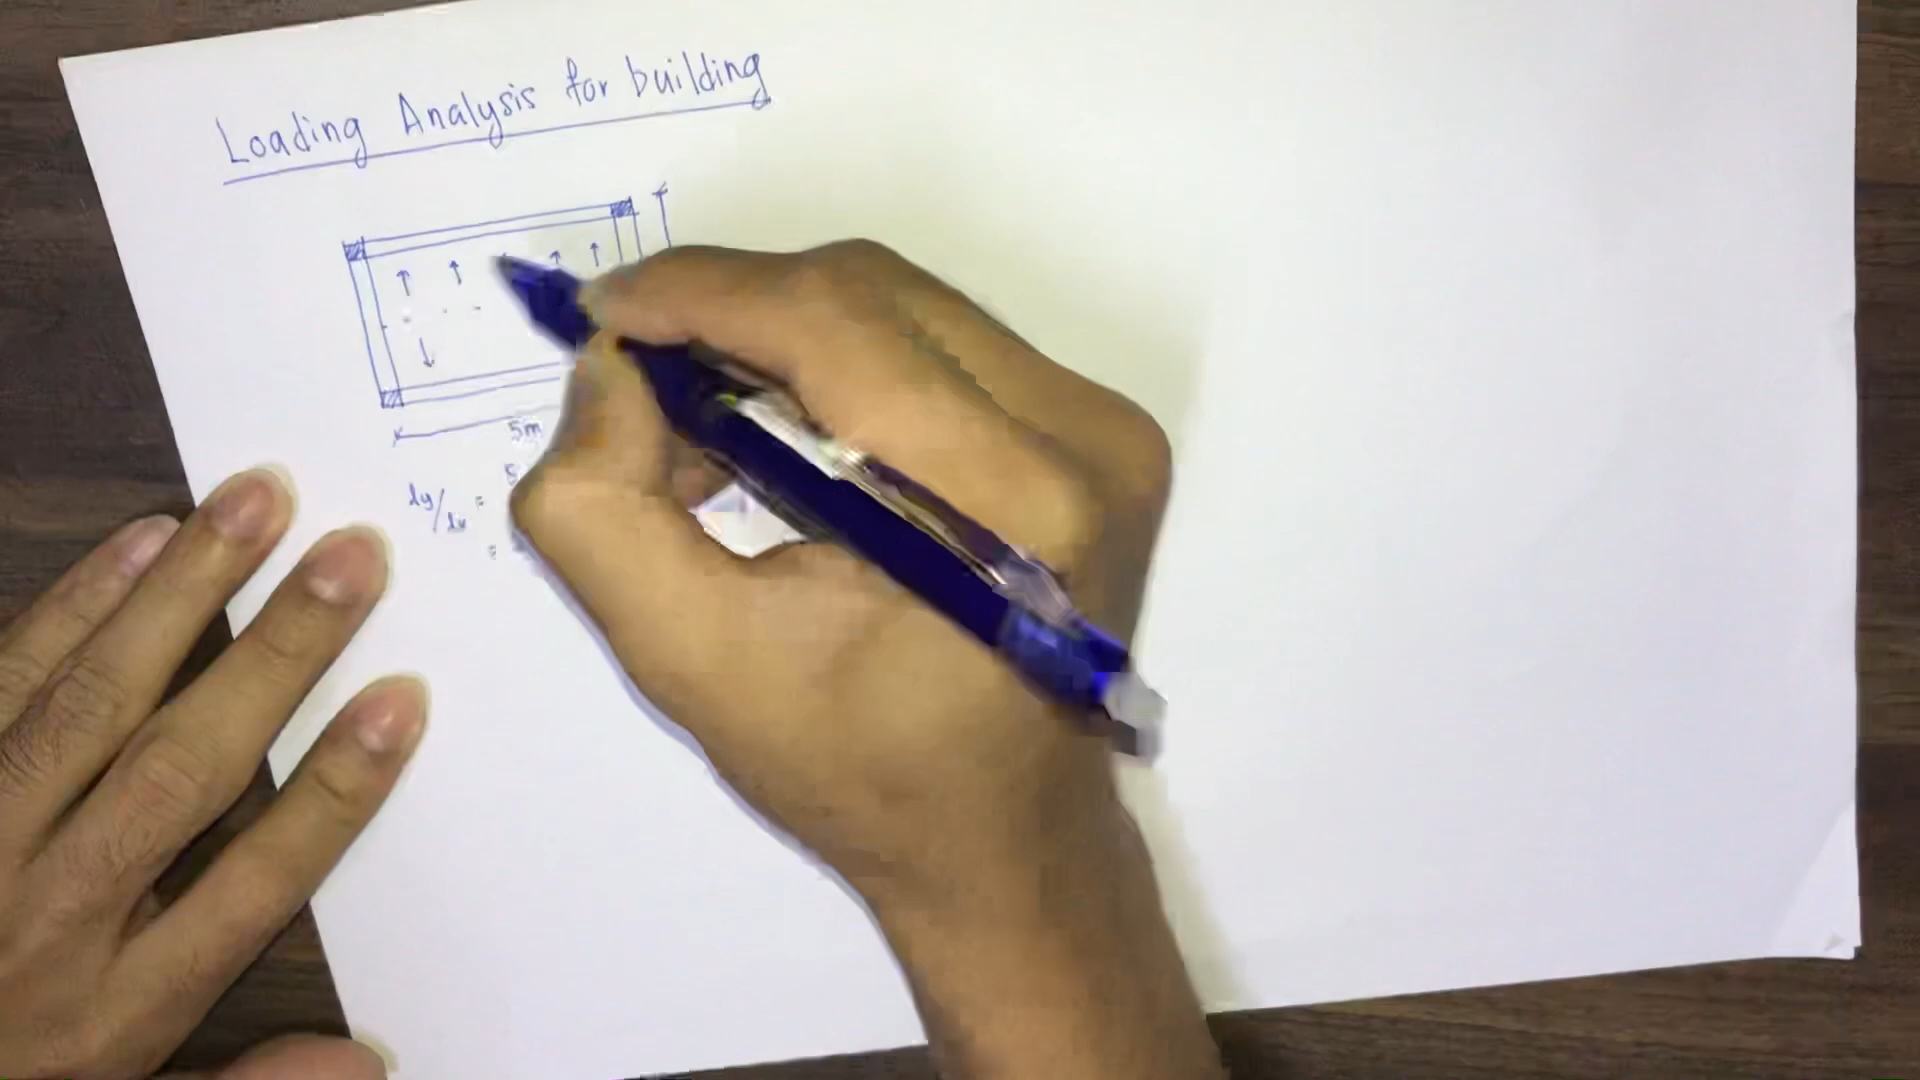 Loading Analysis for building
5m
ly/lx =
=